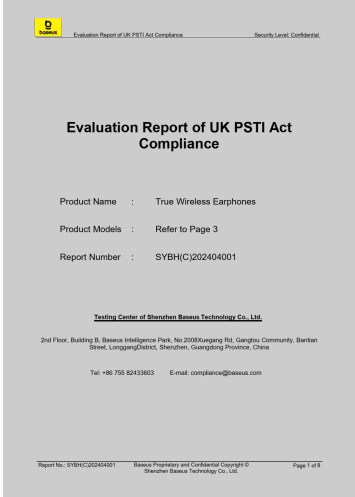 baseus
Evaluation Report of UK PSTI Act Compliance Security Level: Confidential
Evaluation Report of UK PSTI Act
Compliance
Product Name : True Wireless Earphones
Product Models : Refer to Page 3
Report Number : SYBH(C)202404001
Testing Center of Shenzhen Baseus Technology Co., Ltd.
2nd Floor, Building B, Baseus Intelligence Park, No.2008Xuegang Rd, Gangtou Community, Bantian
Street, LonggangDistrict, Shenzhen, Guangdong Province, China
Tel: +86 755 82433603 E-mail: compliance@baseus.com
Report No.: SYBH(C)202404001 Baseus Proprietary and Confidential Copyright © Page 1 of 8
Shenzhen Baseus Technology Co., Ltd.